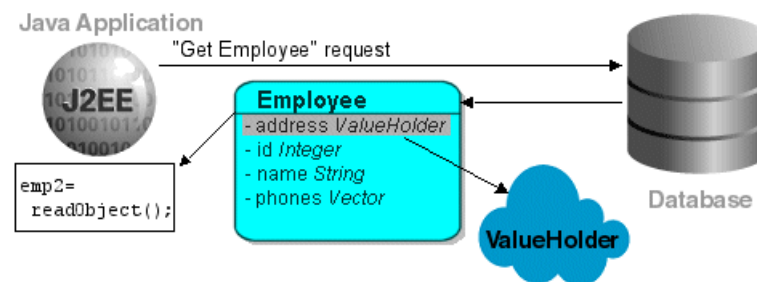 Java Application
"Get Employee" request
J2EE
Employee
- address ValueHolder
- id Integer
- name String
- phones Vector
emp2=
readObject();
ValueHolder
Database